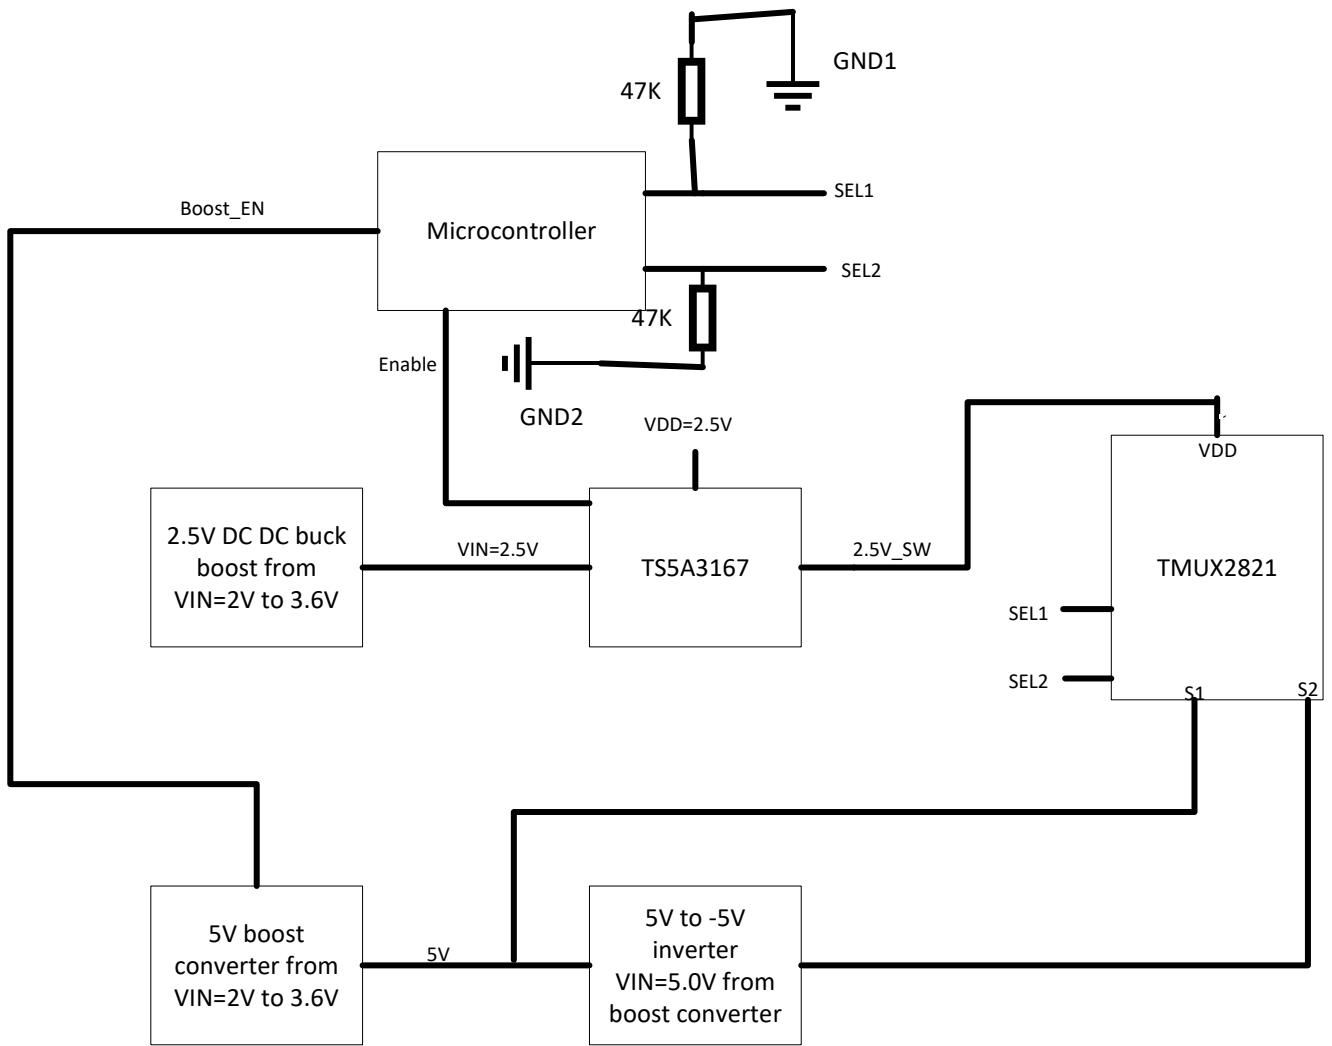 GND1
47K
SEL1
Boost_EN
Microcontroller
SEL2
47K
Enable
GND2
VDD=2.5V
VDD
2.5V DC DC buck
boost from
VIN=2V to 3.6V
VIN=2.5V
TS5A3167
2.5V_SW
TMUX2821
SEL1
SEL2
S1
S2
5V boost
converter from
VIN=2V to 3.6V
5V
5V to -5V
inverter
VIN=5.0V from
boost converter